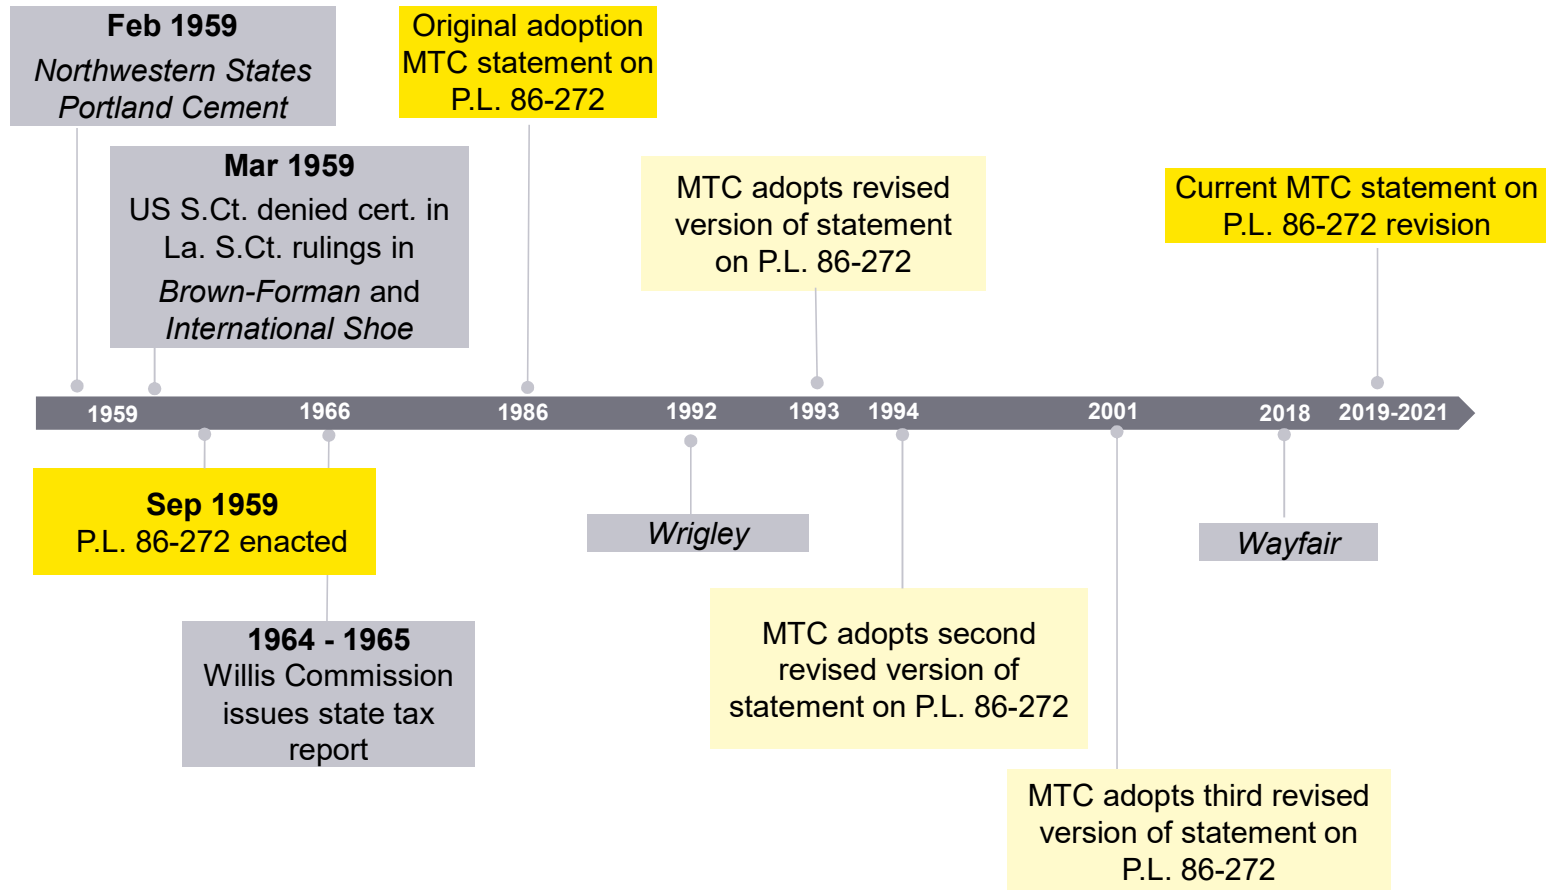 Feb 1959
Northwestern States
Portland Cement
Original adoption
MTC statement on
P.L. 86-272
Mar 1959
US S.Ct. denied cert. in
La. S.Ct. rulings in
Brown-Forman and
International Shoe
MTC adopts revised
version of statement
on P.L. 86-272
Current MTC statement on
P.L. 86-272 revision
1959
1966
1986
1992
1993
1994
2001
2018
2019-2021
Sep 1959
P.L. 86-272 enacted
Wrigley
Wayfair
1964 - 1965
Willis Commission
issues state tax
report
MTC adopts second
revised version of
statement on P.L. 86-272
MTC adopts third revised
version of statement on
P.L. 86-272